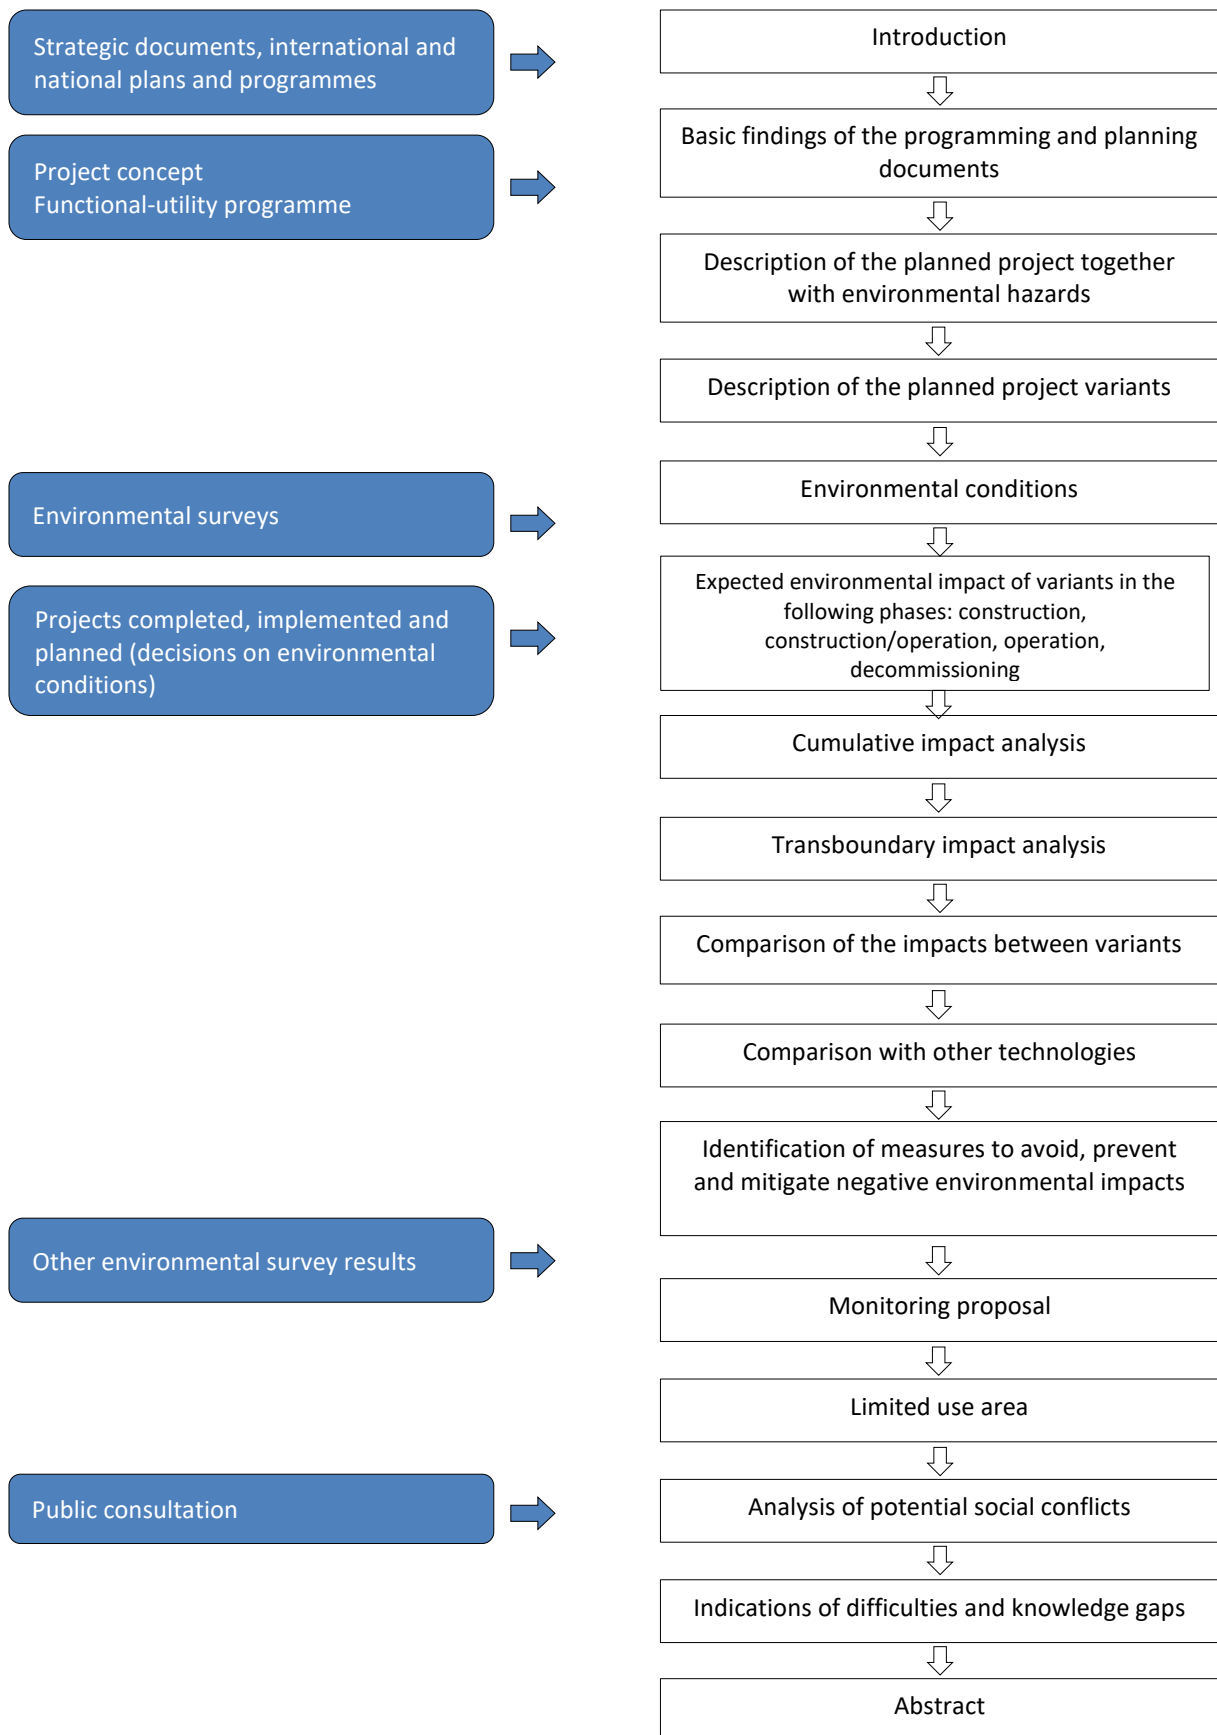 Strategic documents, international and
national plans and programmes
Project concept
Functional-utility programme
Environmental surveys
Projects completed, implemented and
planned (decisions on environmental
conditions)
Other environmental survey results
Public consultation
Introduction
Basic findings of the programming and planning
documents
Description of the planned project together
with environmental hazards
Description of the planned project variants
Environmental conditions
Expected environmental impact of variants in the
following phases: construction,
construction/operation, operation,
decommissioning
Cumulative impact analysis
Transboundary impact analysis
Comparison of the impacts between variants
Comparison with other technologies
Identification of measures to avoid, prevent
and mitigate negative environmental impacts
Monitoring proposal
Limited use area
Analysis of potential social conflicts
Indications of difficulties and knowledge gaps
Abstract